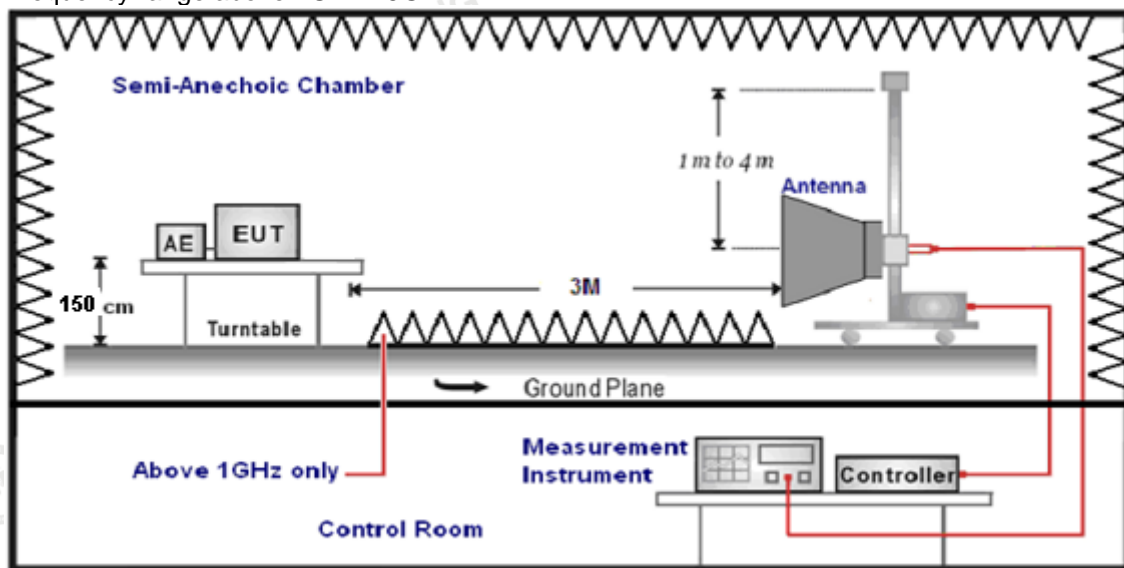 Semi-Anechoic Chamber
1 m to 4 m
Antenna
AE
EUT
150 cm
3M
Turntable
Ground Plane
Above 1GHz only
Measurement
Instrument
Controller
Control Room